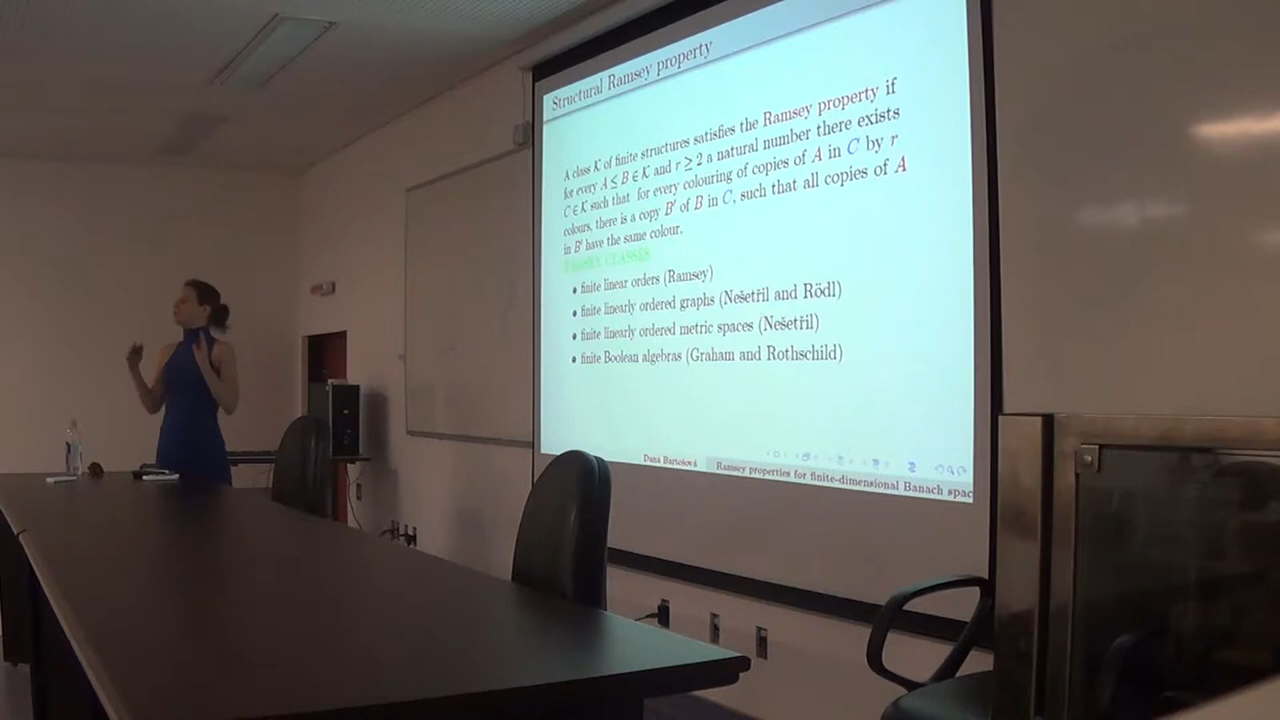 Structural Ramsey property
A class K of finite structures satisfies the Ramsey property if
for every A ≤ B ∈ K and r ≥ 2 a natural number there exists
C ∈ K such that for every colouring of copies of A in C by r
colours, there is a copy B′ of B in C, such that all copies of A
in B′ have the same colour.
RAMSEY CLASSES
• finite linear orders (Ramsey)
• finite linearly ordered graphs (Nešetřil and Rödl)
• finite linearly ordered metric spaces (Nešetřil)
• finite Boolean algebras (Graham and Rothschild)
Dana Bartošová Ramsey properties for finite-dimensional Banach spac